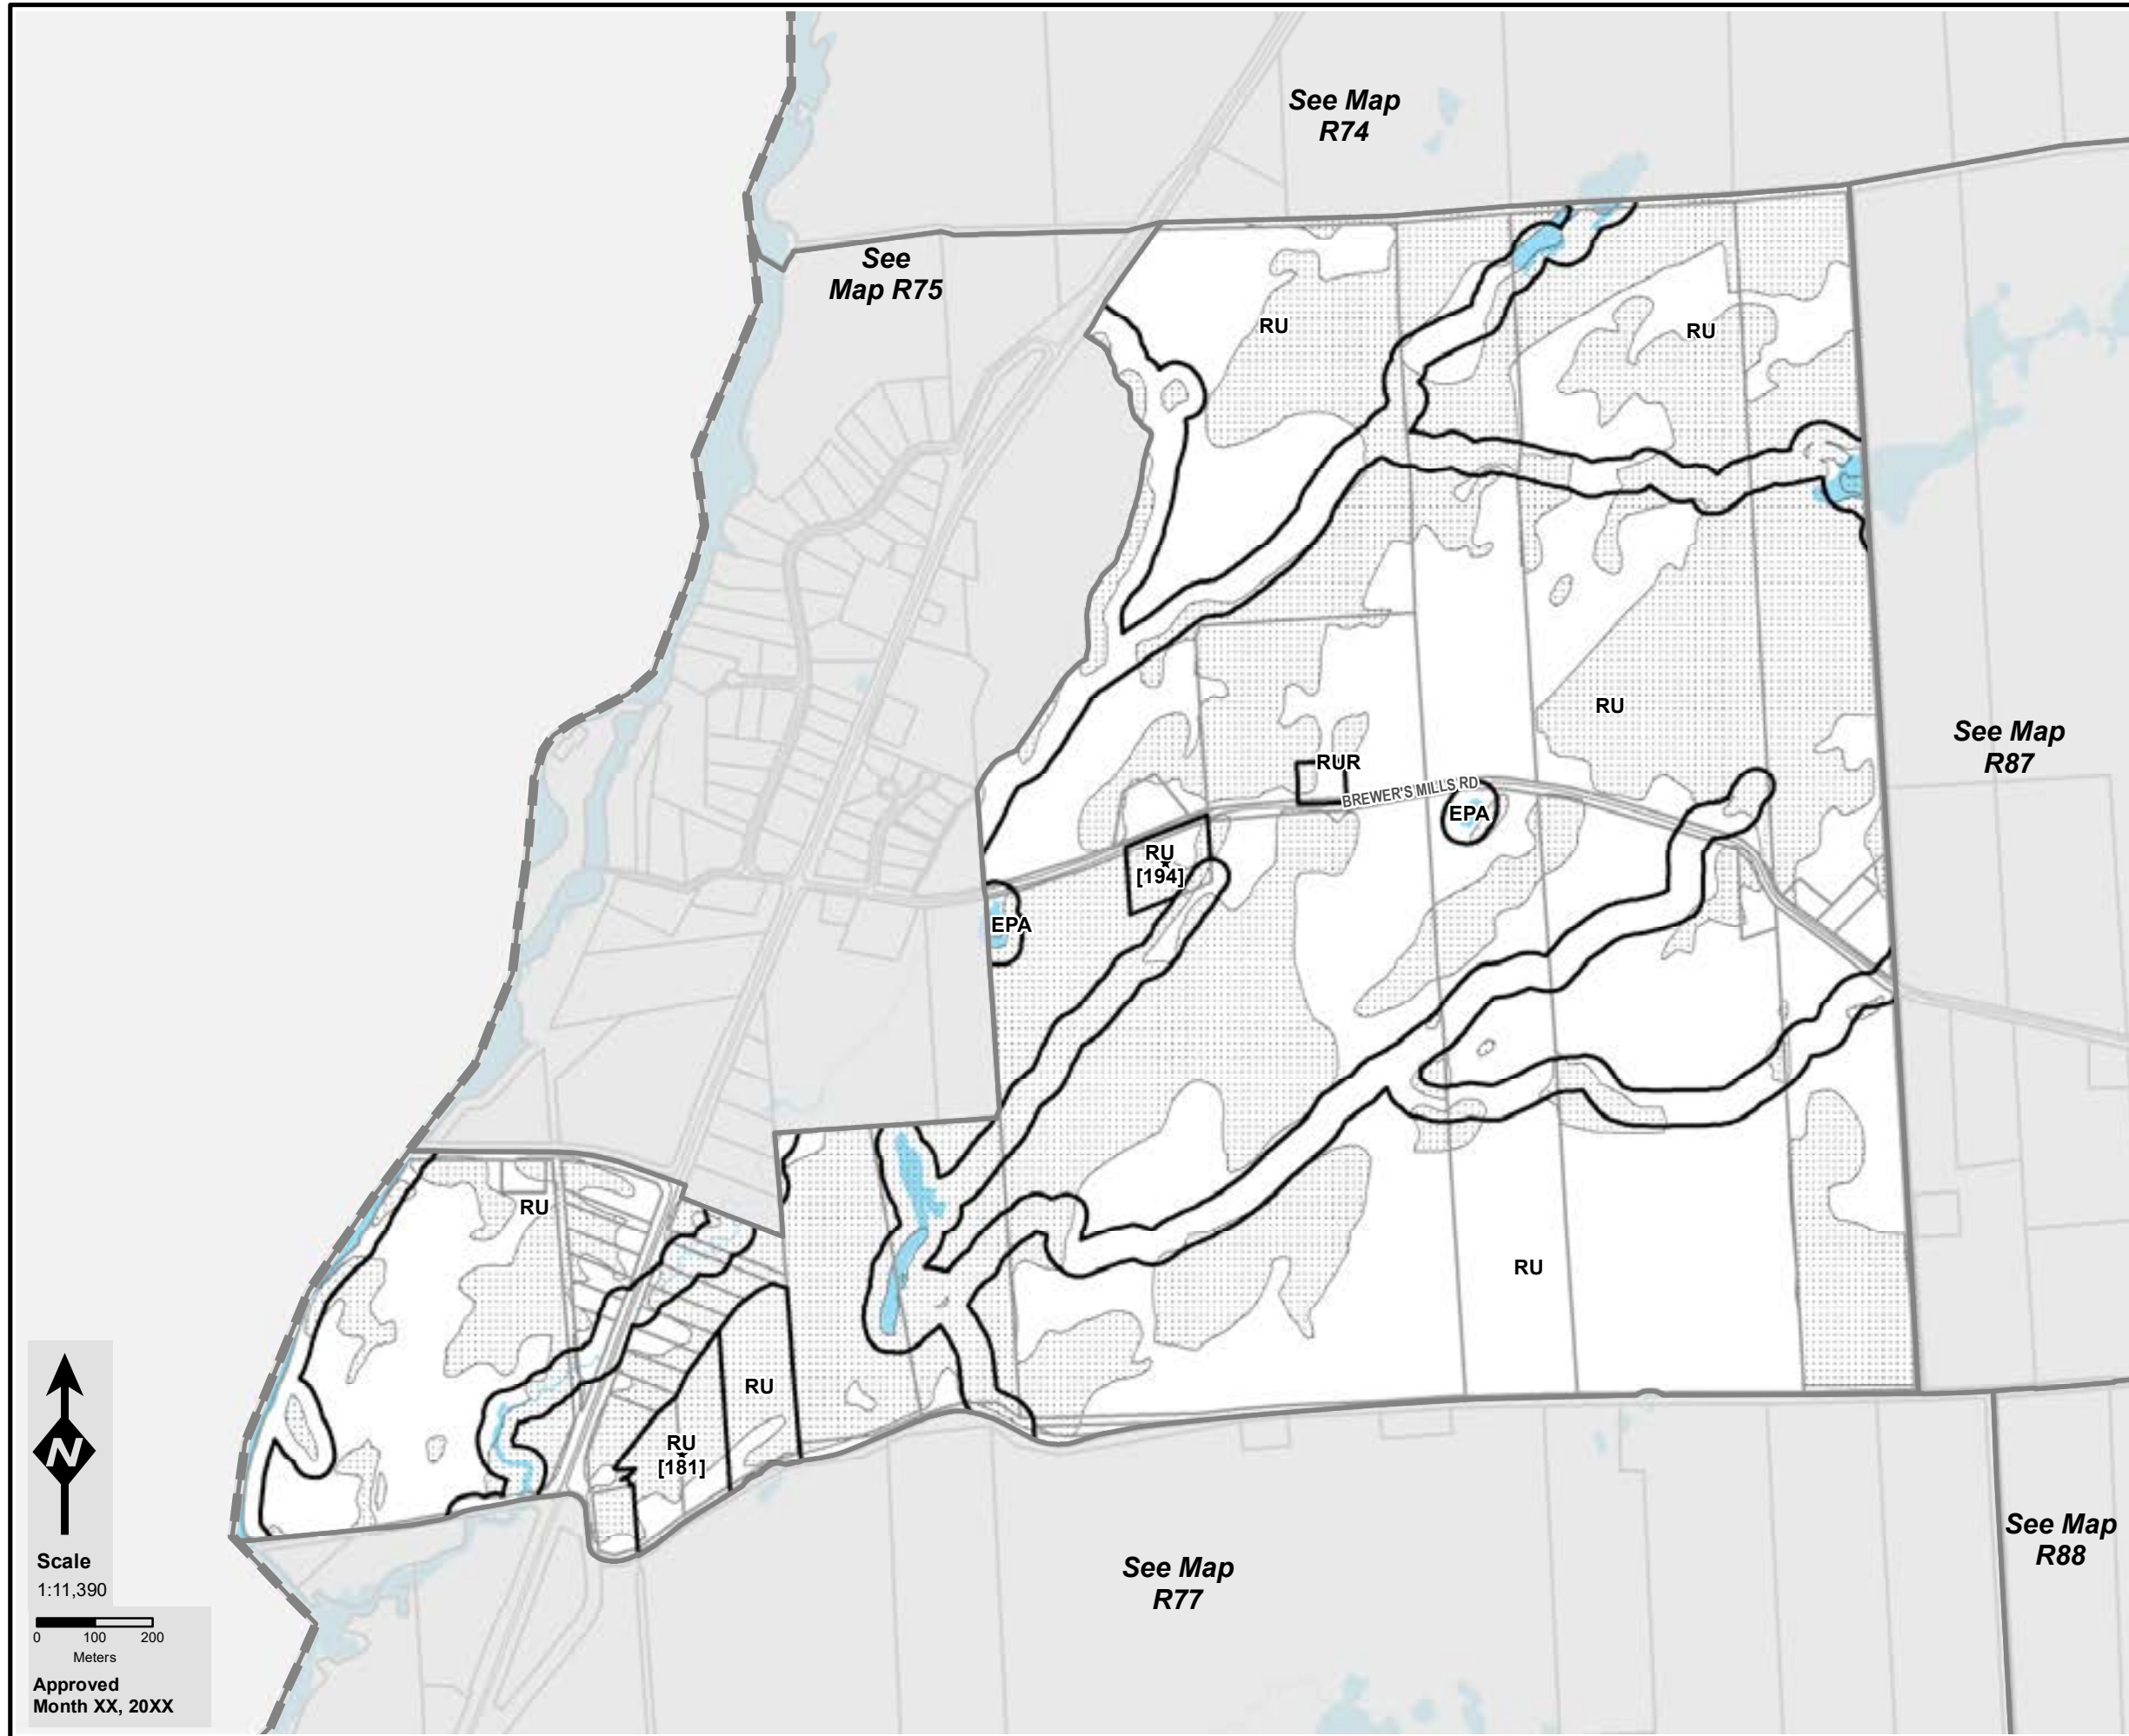 See Map
R74
See
Map R75
RU
RU
RU
See Map
R87
RUR
BREWER'S MILLS RD
EPA
RU
[194]
EPA
RU
RU
RU
RU
[181]
N
Scale
1:11,390
0 100 200
Meters
Approved
Month XX, 20XX
See Map
R77
See Map
R88